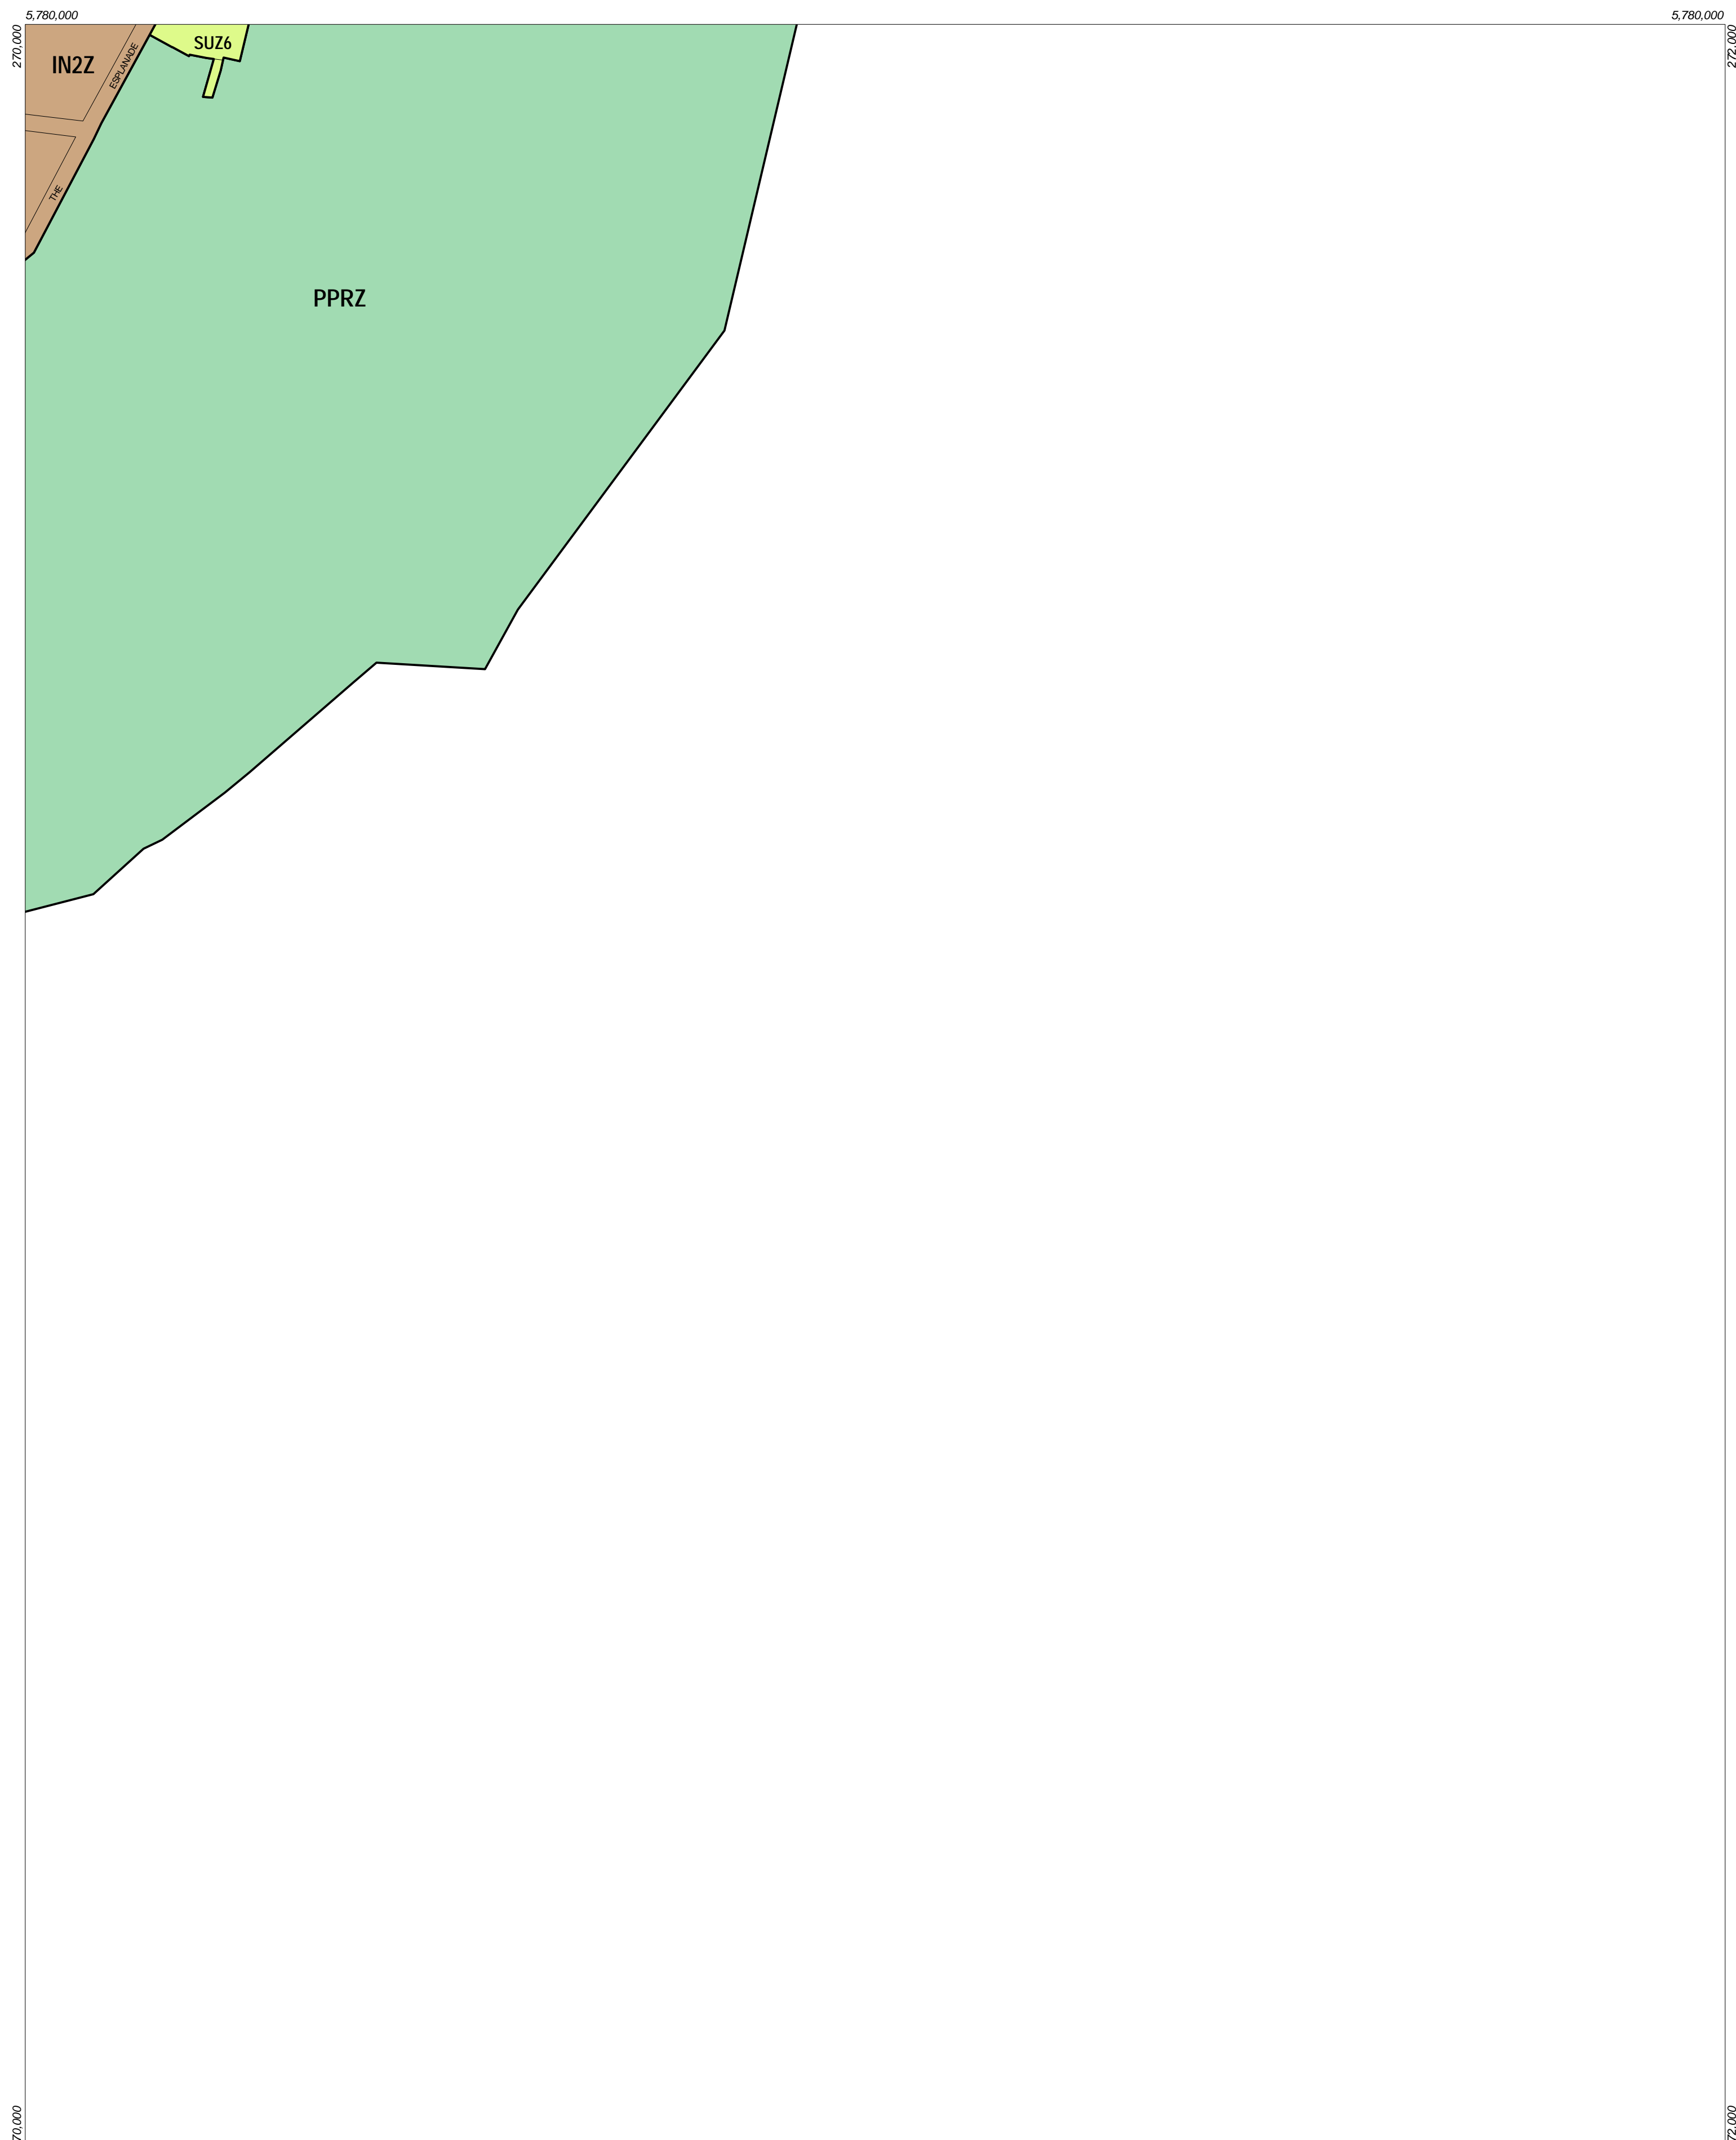 5,780,000
5,780,000
270,000
272,000
IN2Z
ESPLANADE
SUZ6
THE
PPRZ
70,000
72,000